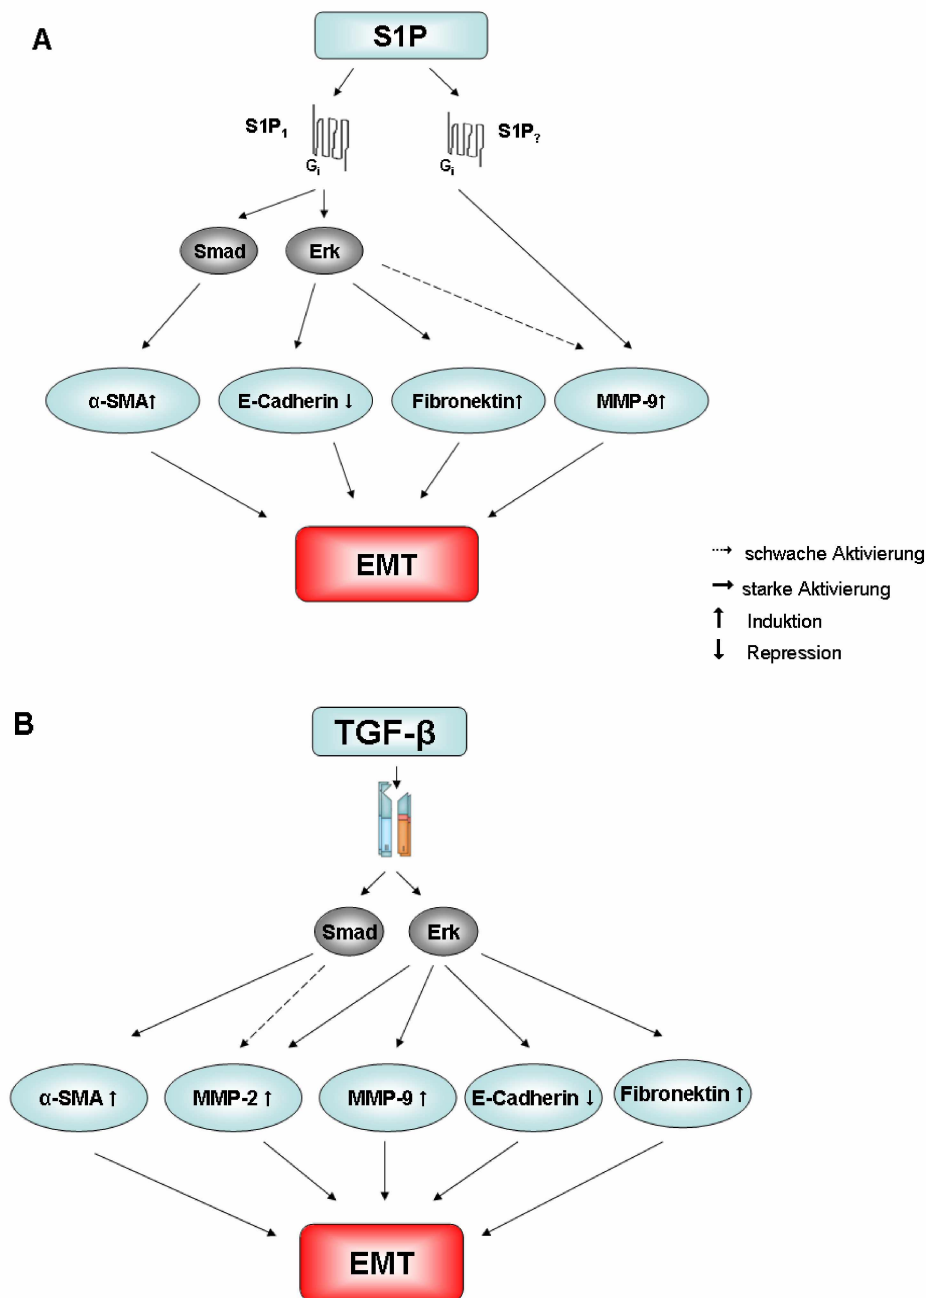 A
S1P
S1P₁
S1P?
Gᵢ
Gᵢ
Smad
Erk
α-SMA↑
E-Cadherin ↓
Fibronektin↑
MMP-9↑
EMT
schwache Aktivierung
starke Aktivierung
↑ Induktion
↓ Repression
B
TGF-β
Smad
Erk
α-SMA ↑
MMP-2 ↑
MMP-9 ↑
E-Cadherin ↓
Fibronektin ↑
EMT